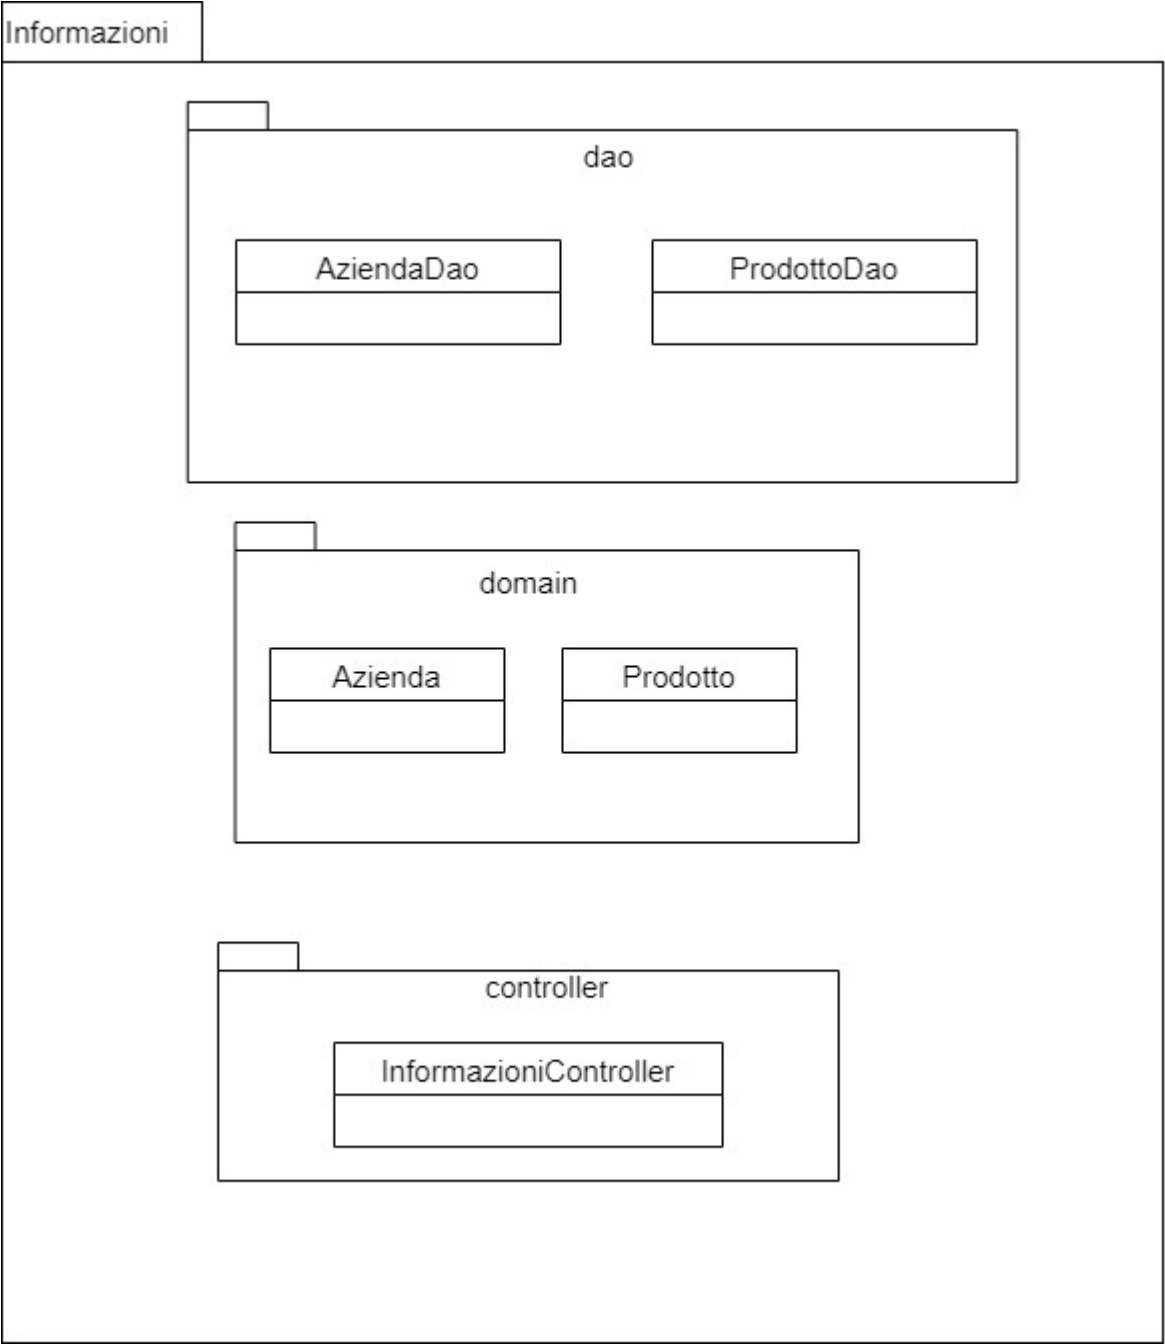 Informazioni
dao
AziendaDao
ProdottoDao
domain
Azienda
Prodotto
controller
InformazioniController